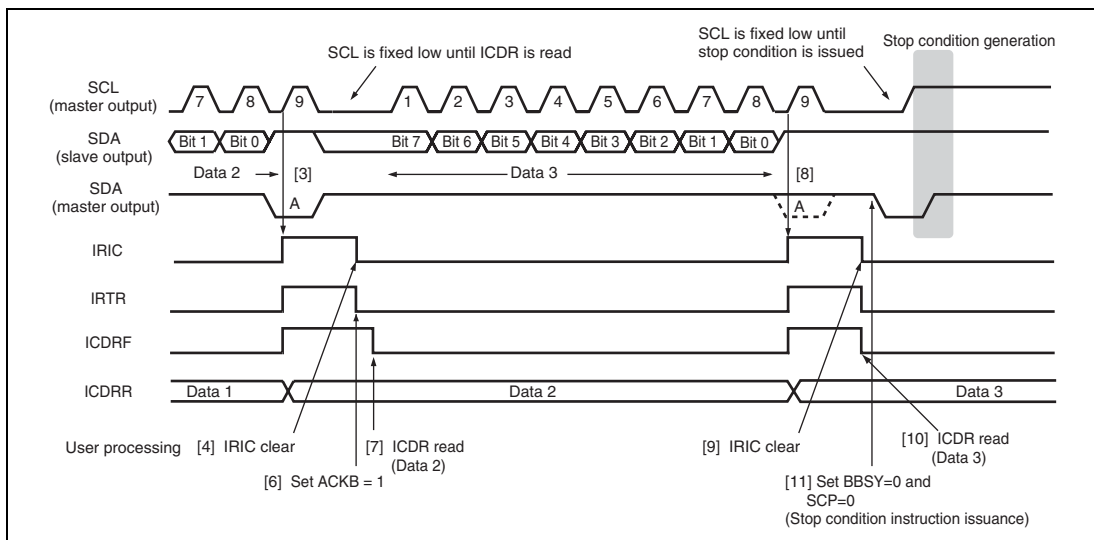 SCL is fixed low until ICDR is read
SCL is fixed low until
stop condition is issued
Stop condition generation
SCL
(master output)
7 8 9 1 2 3 4 5 6 7 8 9
SDA
(slave output)
Bit 1 Bit 0 Bit 7 Bit 6 Bit 5 Bit 4 Bit 3 Bit 2 Bit 1 Bit 0
Data 2 [3] Data 3 [8]
SDA
(master output)
A A
IRIC
IRTR
ICDRF
ICDRR
Data 1 Data 2 Data 3
User processing
[4] IRIC clear
[6] Set ACKB = 1
[7] ICDR read
(Data 2)
[9] IRIC clear
[10] ICDR read
(Data 3)
[11] Set BBSY=0 and
SCP=0
(Stop condition instruction issuance)